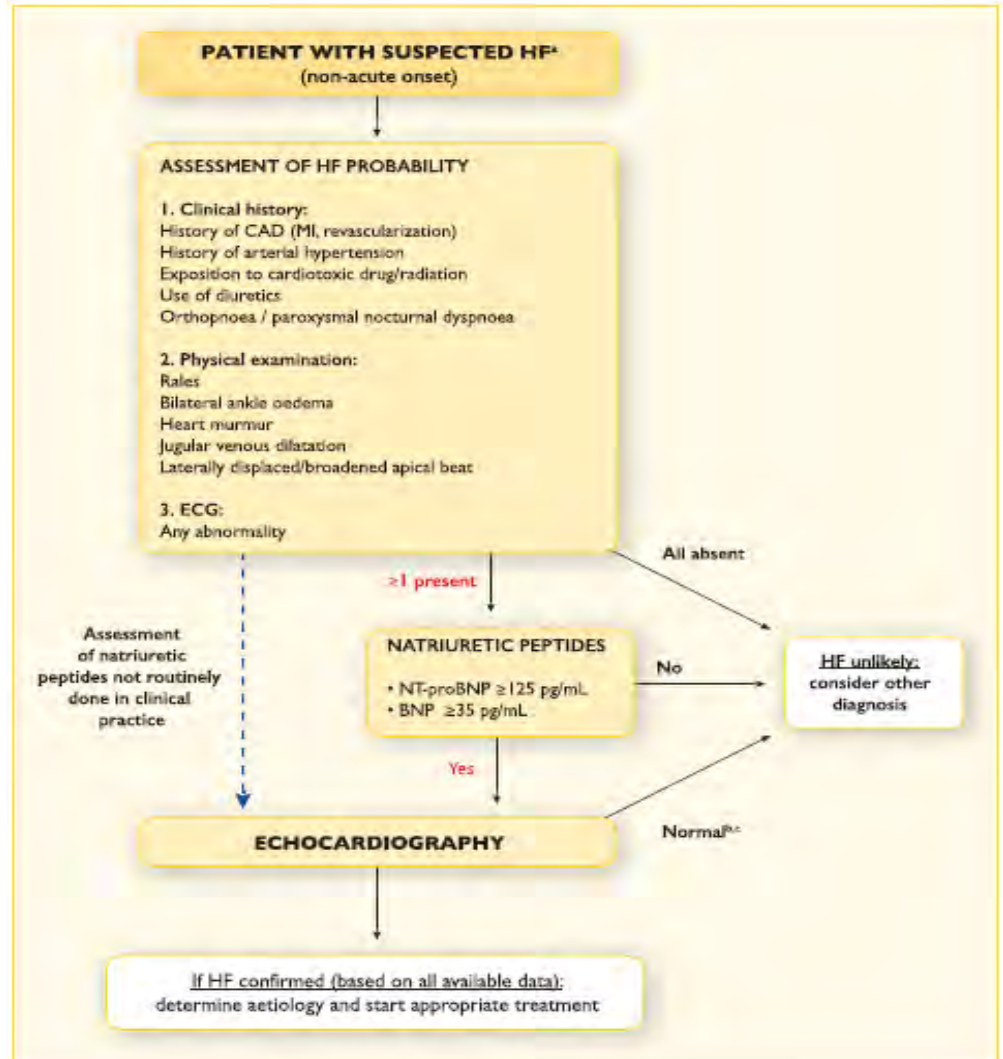 PATIENT WITH SUSPECTED HFᵃ
(non-acute onset)
ASSESSMENT OF HF PROBABILITY
1. Clinical history:
History of CAD (MI, revascularization)
History of arterial hypertension
Exposition to cardiotoxic drug/radiation
Use of diuretics
Orthopnoea / paroxysmal nocturnal dyspnoea
2. Physical examination:
Rales
Bilateral ankle oedema
Heart murmur
Jugular venous dilatation
Laterally displaced/broadened apical beat
3. ECG:
Any abnormality
All absent
≥1 present
Assessment
of natriuretic
peptides not routinely
done in clinical
practice
NATRIURETIC PEPTIDES
• NT-proBNP ≥125 pg/mL
• BNP ≥35 pg/mL
No
HF unlikely:
consider other
diagnosis
Yes
ECHOCARDIOGRAPHY
Normalᵇ,ᶜ
If HF confirmed (based on all available data):
determine aetiology and start appropriate treatment